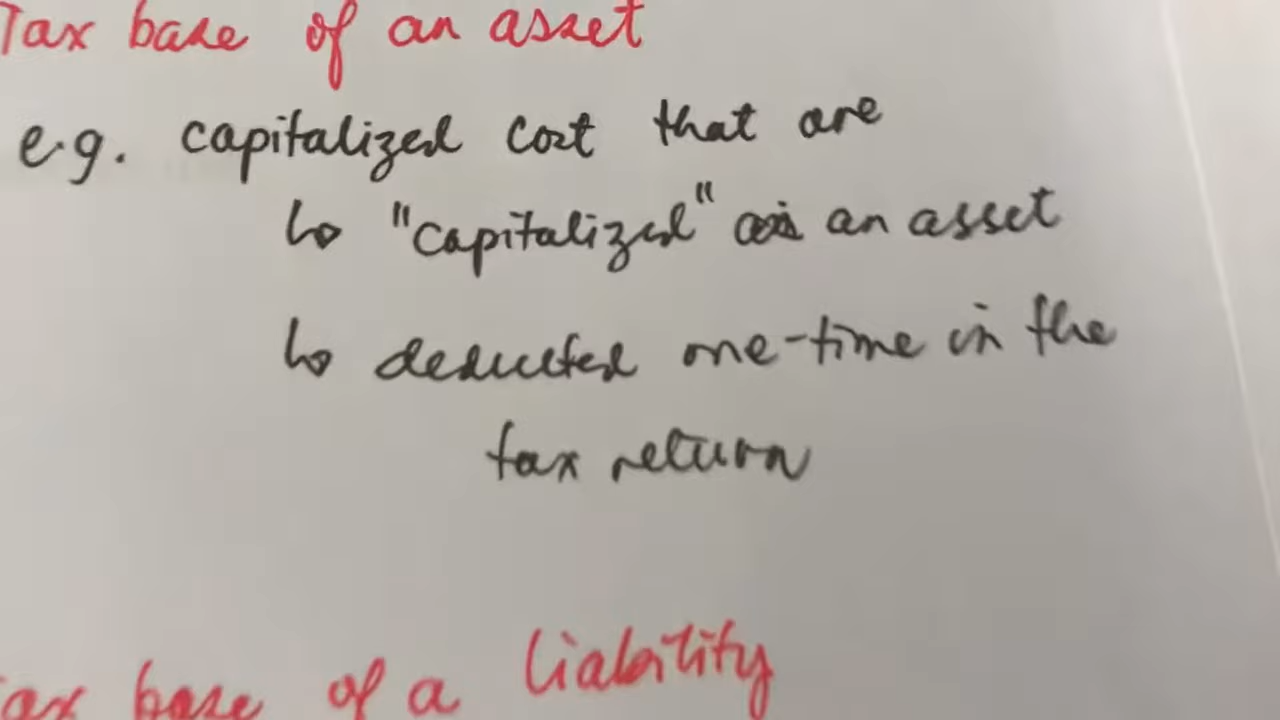 Tax base of an asset
e.g. capitalized cost that are
↳ "capitalized" as an asset
↳ deducted one-time in the
tax return
Tax base of a liability